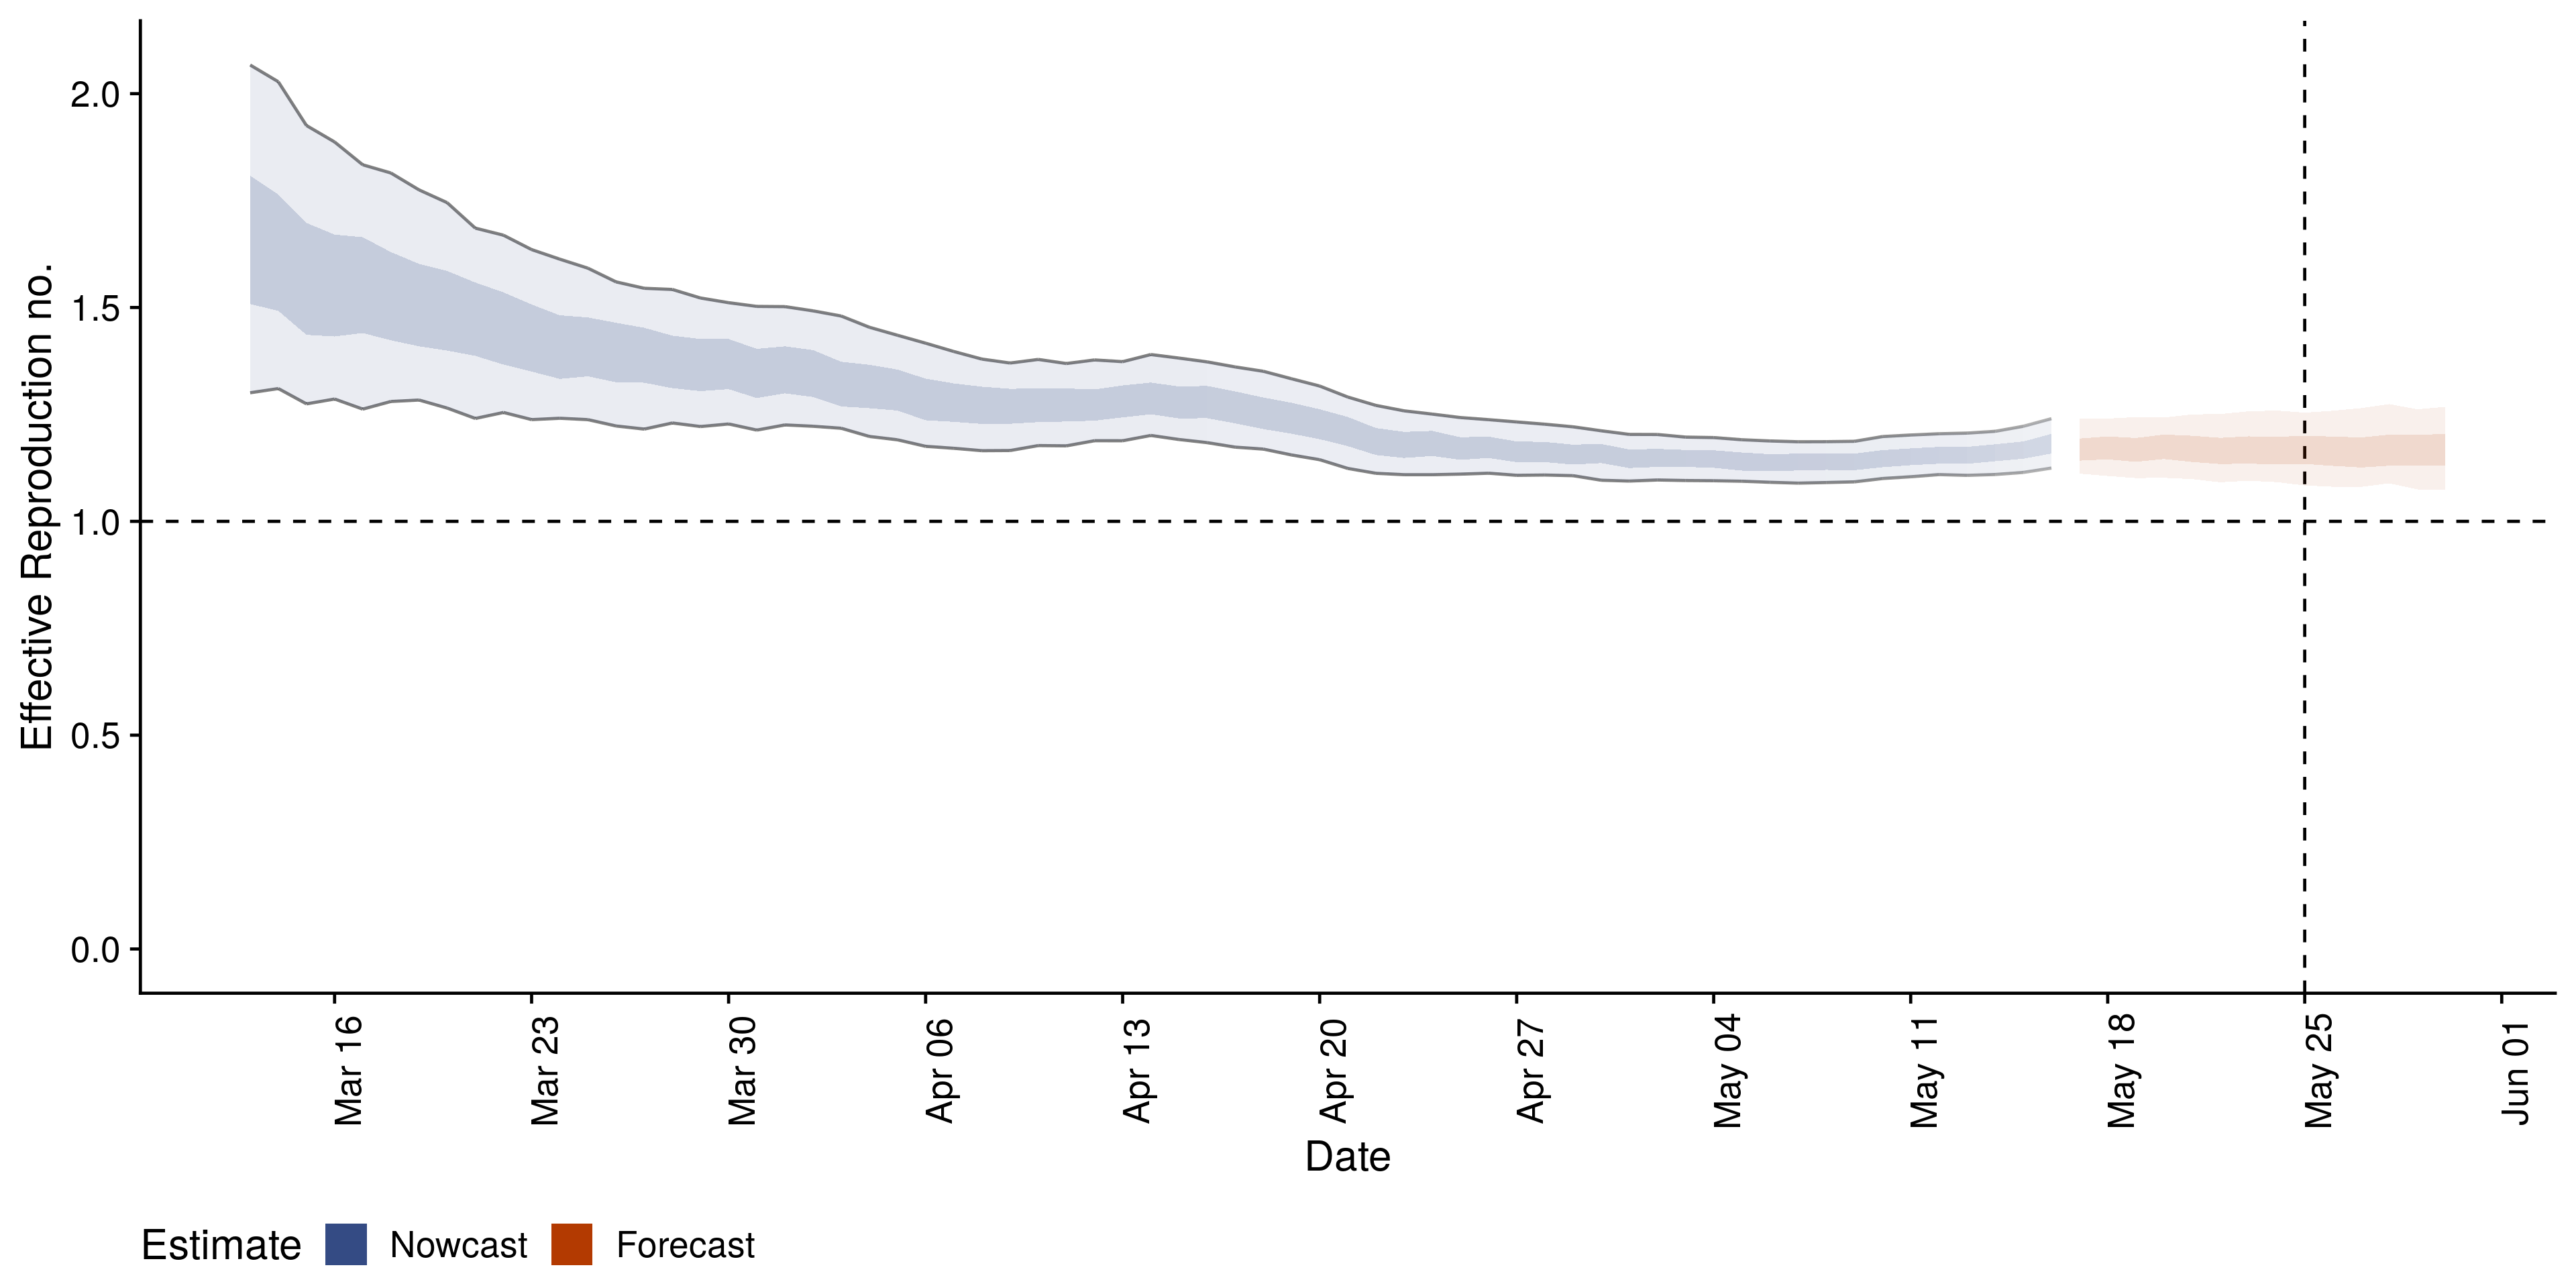 Effective Reproduction no.
2.0
1.5
1.0
0.5
0.0
Mar 16
Mar 23
Mar 30
Apr 06
Apr 13
Apr 20
Apr 27
May 04
May 11
May 18
May 25
Jun 01
Date
Estimate Nowcast Forecast